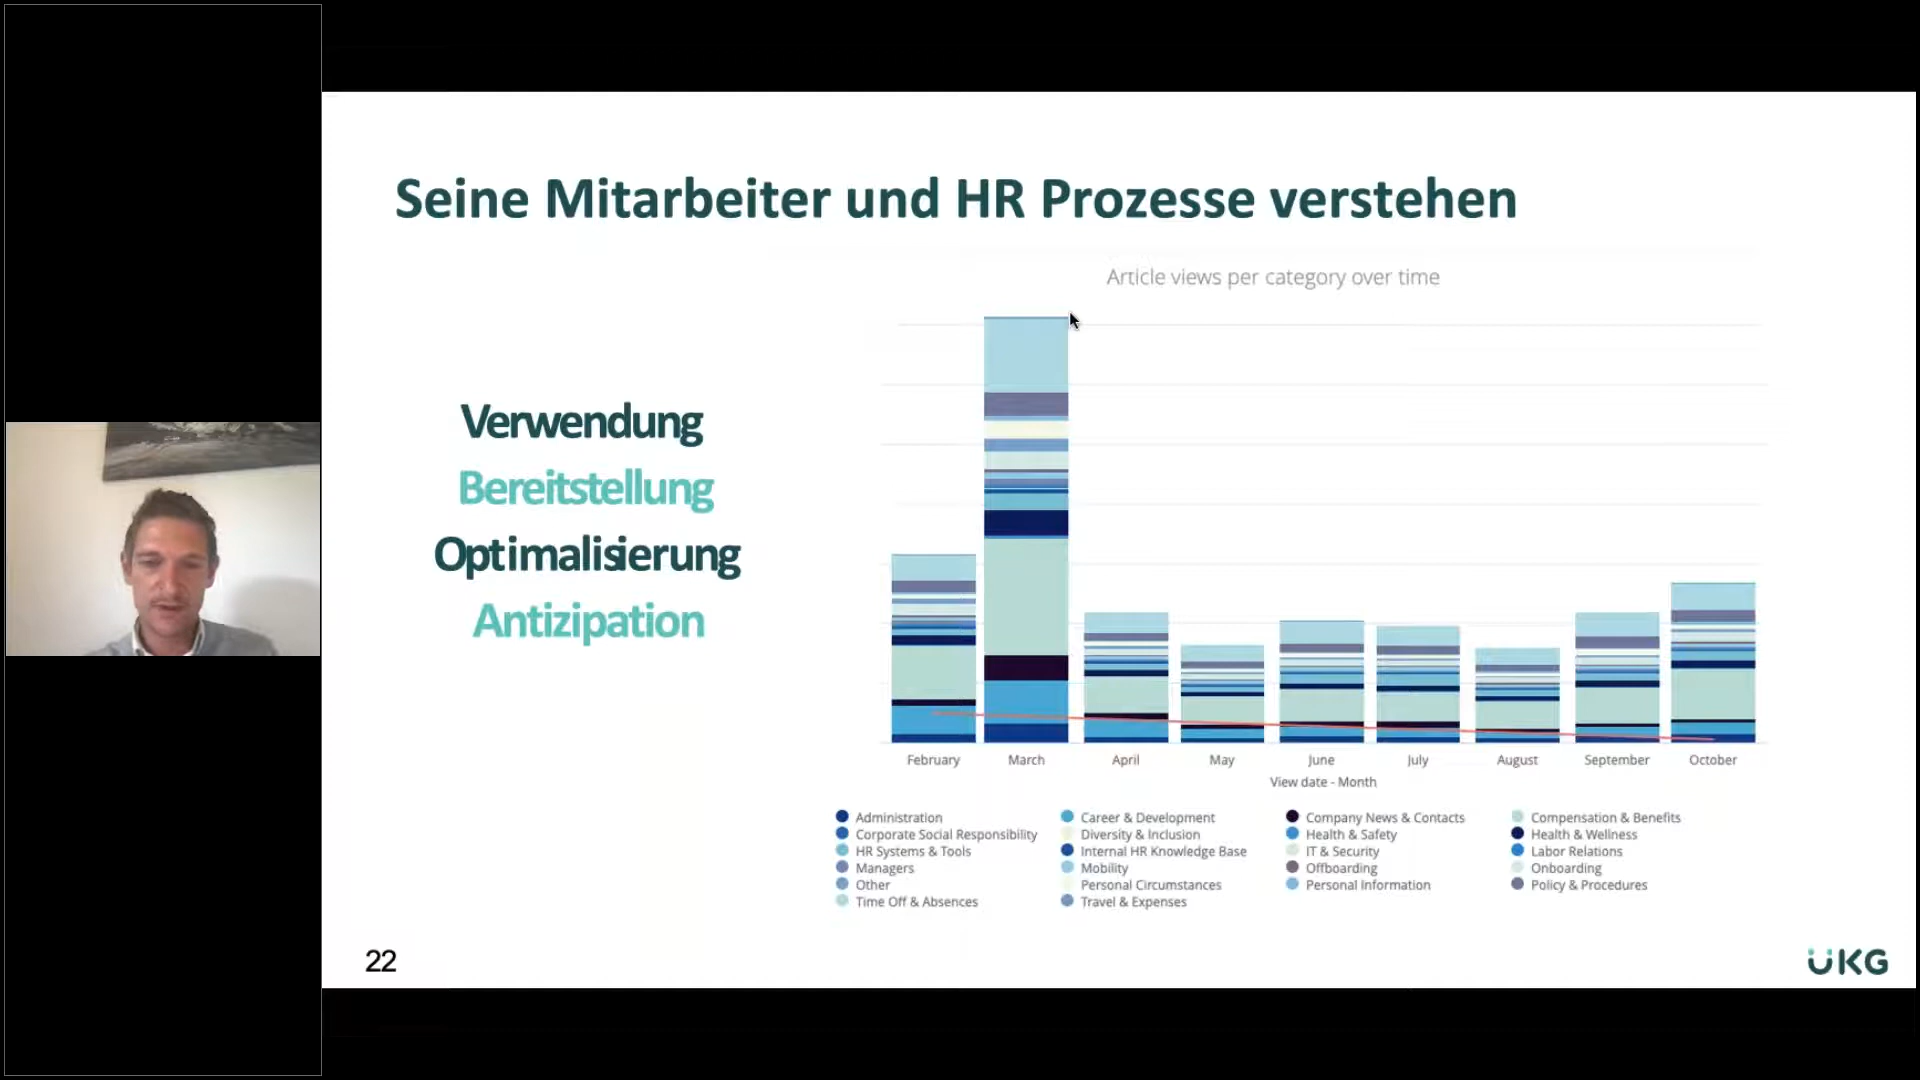 Seine Mitarbeiter und HR Prozesse verstehen
Article views per category over time
Verwendung
Bereitstellung
Optimalisierung
Antizipation
February March April May June July August September October
View date - Month
Administration Career & Development Company News & Contacts Compensation & Benefits
Corporate Social Responsibility Diversity & Inclusion Health & Safety Health & Wellness
HR Systems & Tools Internal HR Knowledge Base IT & Security Labor Relations
Managers Mobility Offboarding Onboarding
Other Personal Circumstances Personal Information Policy & Procedures
Time Off & Absences Travel & Expenses
22
UKG